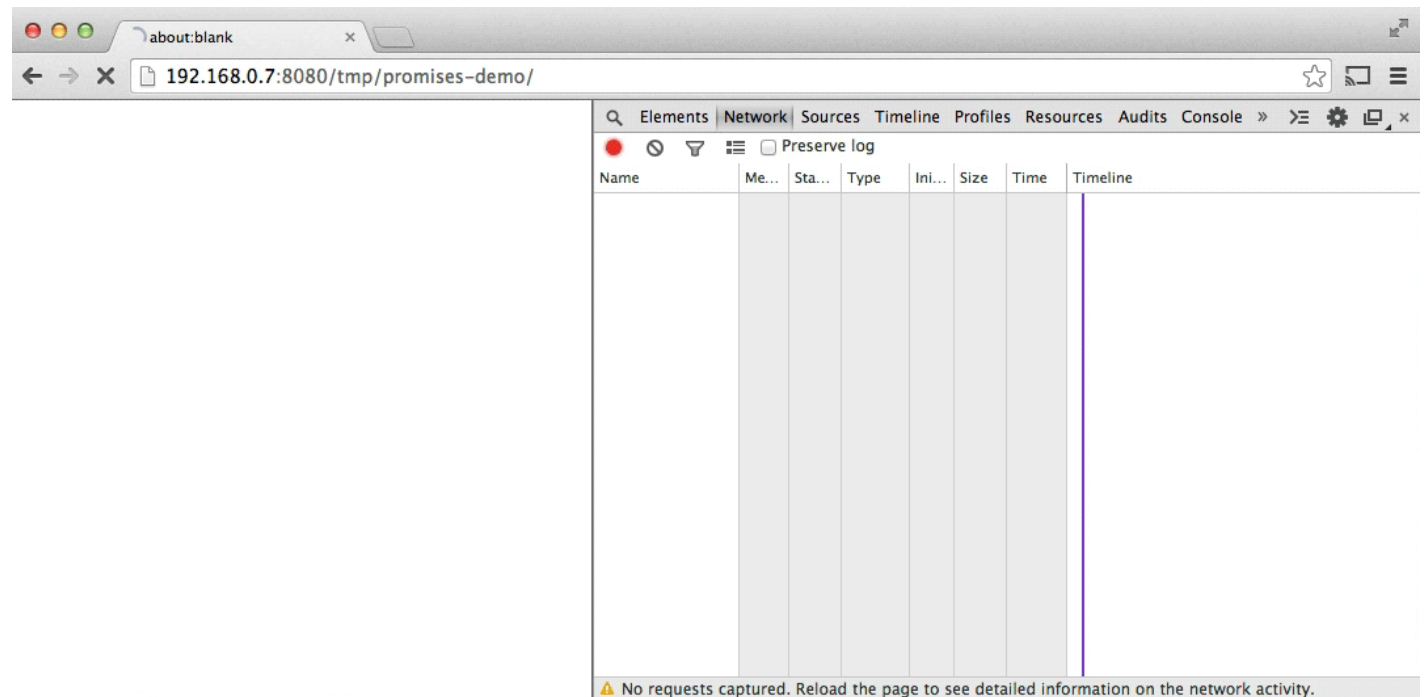 about:blank
192.168.0.7:8080/tmp/promises-demo/
Elements Network Sources Timeline Profiles Resources Audits Console »
Preserve log
Name Me... Sta... Type Ini... Size Time Timeline
No requests captured. Reload the page to see detailed information on the network activity.